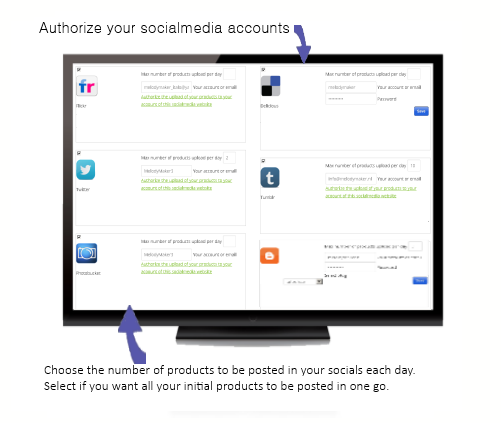 Authorize your socialmedia accounts
Max number of products upload per day
Your account or email
Authorize the upload of your products to your
account of this socialmedia website
flickr
Max number of products upload per day
melodymaker
Your account or email
Password
Save
Delicious
Max number of products upload per day 2
MelodyMaker1 Your account or email
Authorize the upload of your products to your
account of this socialmedia website
Twitter
Max number of products upload per day 10
Your account or email
Authorize the upload of your products to your
account of this socialmedia website
Tumblr
Max number of products upload per day
MelodyMaker1 Your account or email
Authorize the upload of your products to your
account of this socialmedia website
Photobucket
Max number of products upload per day
Password
Choose the number of products to be posted in your socials each day.
Select if you want all your initial products to be posted in one go.